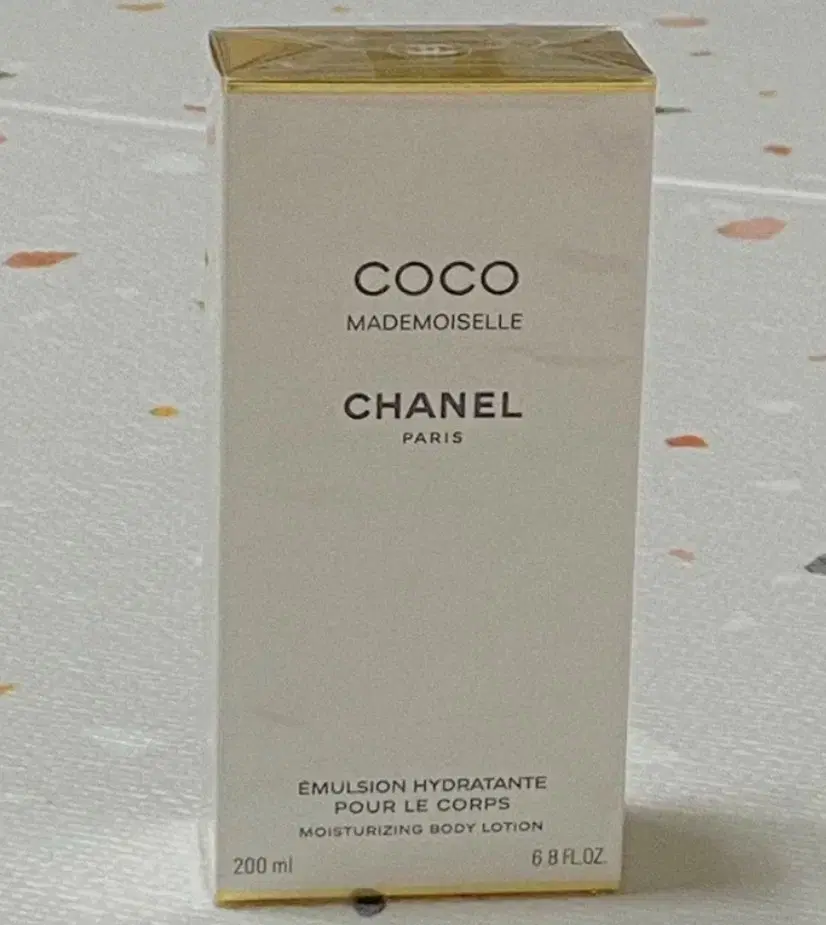 COCO
MADEMOISELLE
CHANEL
PARIS
ÉMULSION HYDRATANTE
POUR LE CORPS
MOISTURIZING BODY LOTION
200 ml 6.8 FL.OZ.